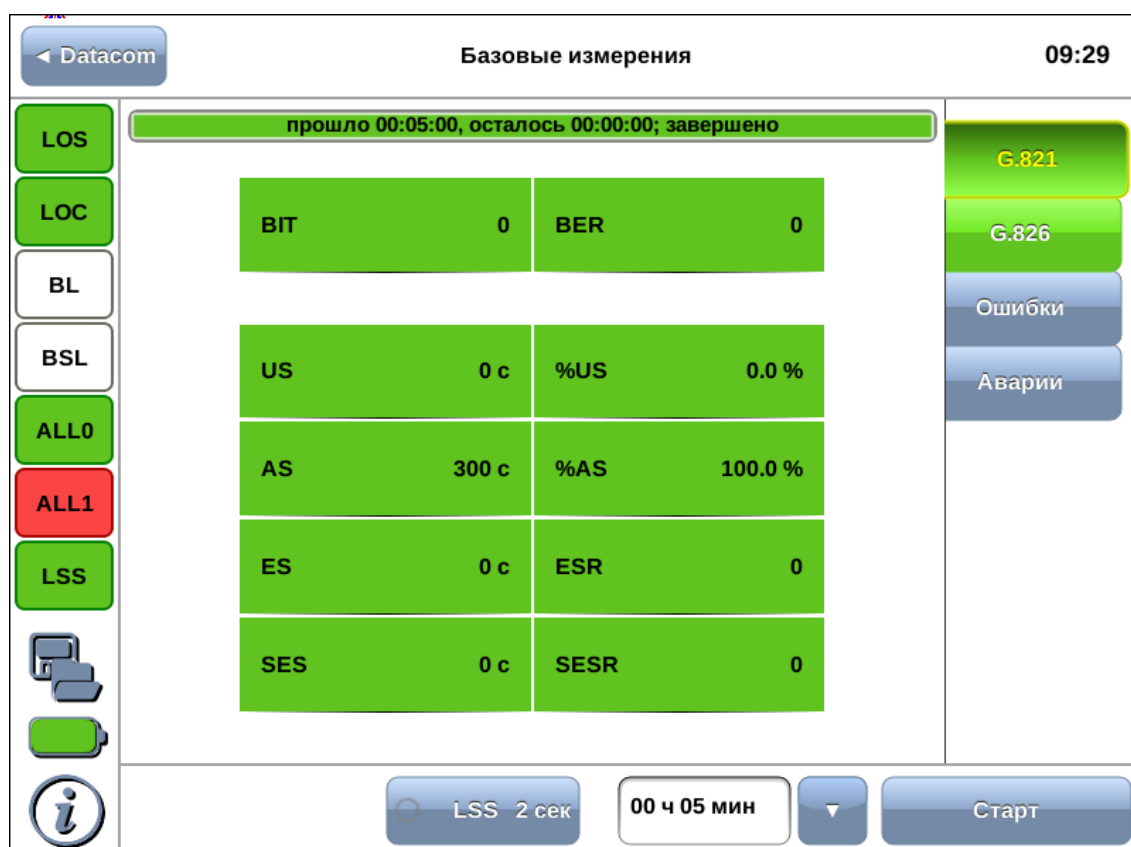 ◄ Datacom
Базовые измерения
09:29
LOS
LOC
BL
BSL
ALL0
ALL1
LSS
прошло 00:05:00, осталось 00:00:00; завершено
BIT 0 BER 0
US 0 с %US 0.0 %
AS 300 с %AS 100.0 %
ES 0 с ESR 0
SES 0 с SESR 0
G.821
G.826
Ошибки
Аварии
LSS 2 сек
00 ч 05 мин
▼
Старт